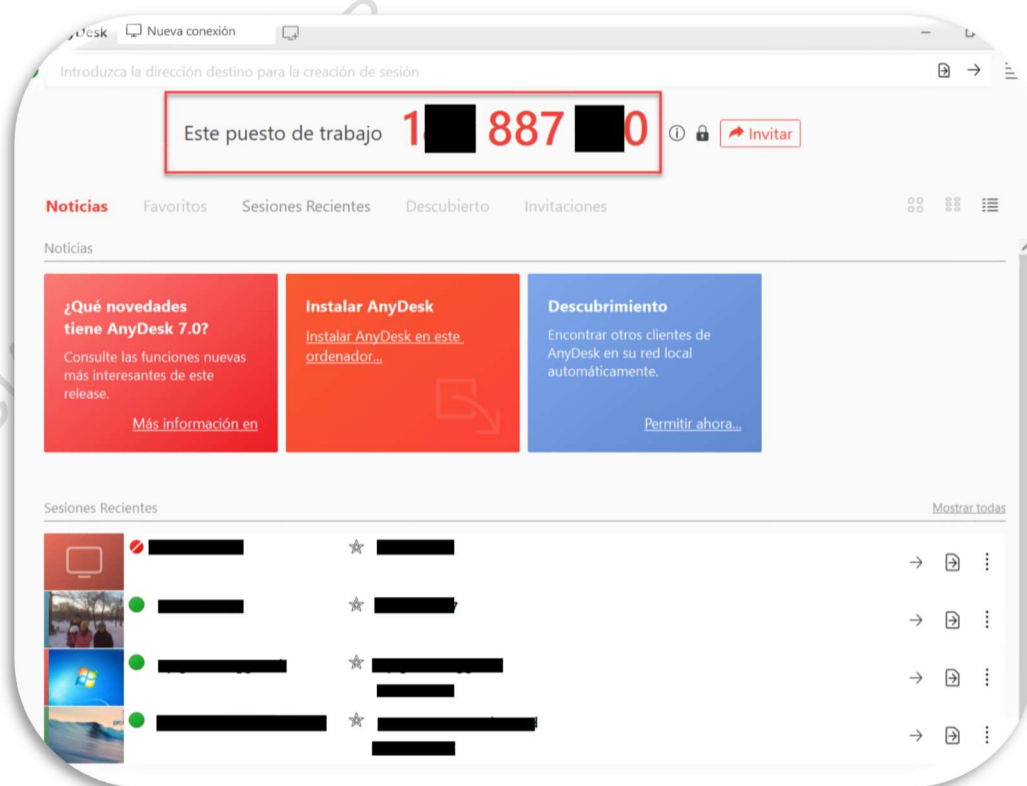 Desk Nueva conexión
Introduzca la dirección destino para la creación de sesión
Este puesto de trabajo 1 887 0 Invitar
Noticias Favoritos Sesiones Recientes Descubierto Invitaciones
Noticias
¿Qué novedades
tiene AnyDesk 7.0?
Consulte las funciones nuevas
más interesantes de este
release.
Más información en
Instalar AnyDesk
Instalar AnyDesk en este
ordenador...
Descubrimiento
Encontrar otros clientes de
AnyDesk en su red local
automáticamente.
Permitir ahora...
Sesiones Recientes Mostrar todas